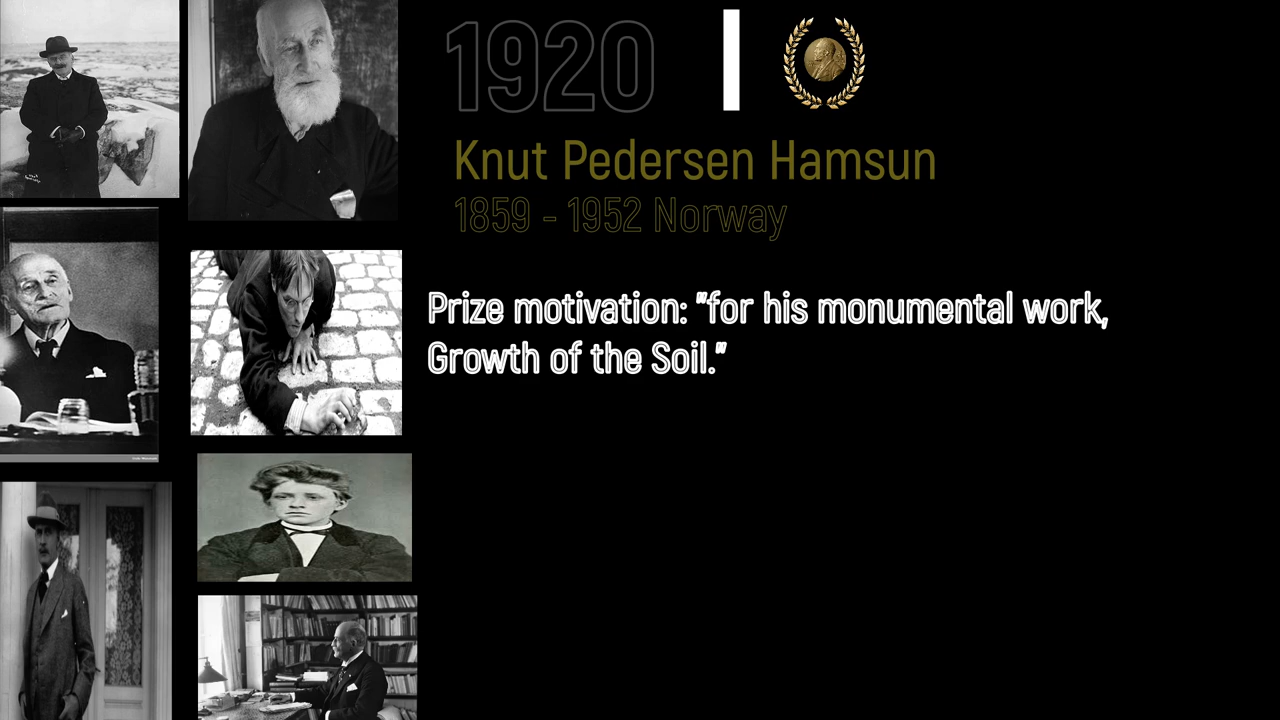 1920
Knut Pedersen Hamsun
1859 - 1952 Norway
Prize motivation: "for his monumental work,
Growth of the Soil."